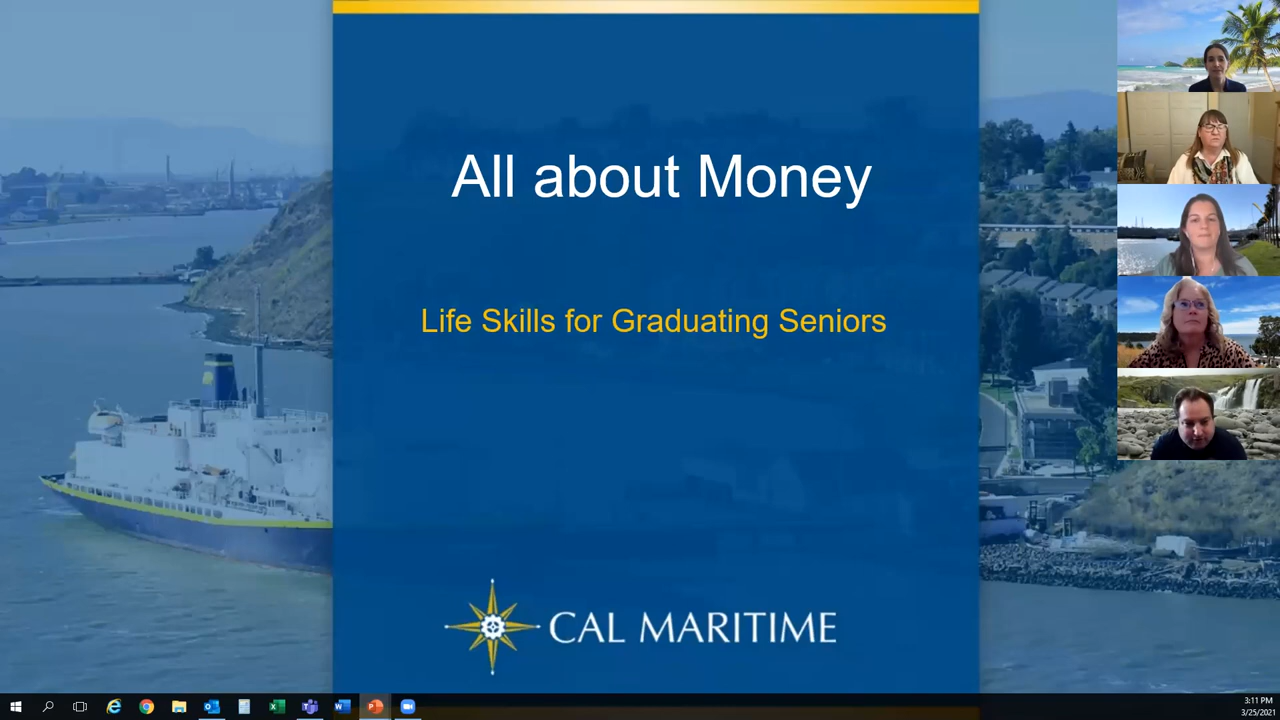 All about Money
Life Skills for Graduating Seniors
CAL MARITIME
3:11 PM
3/25/2021